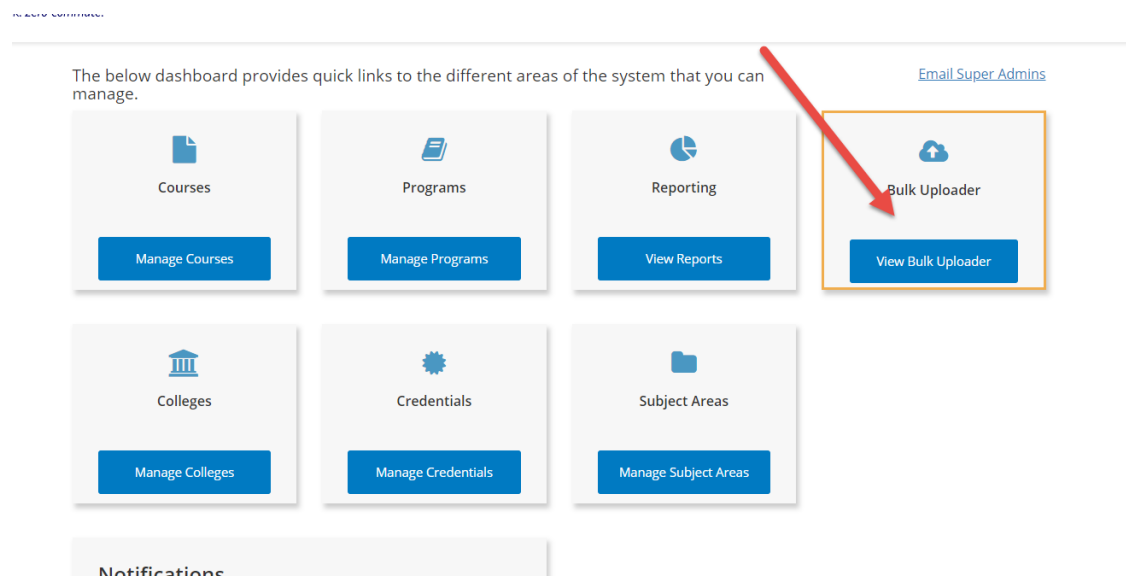 The below dashboard provides quick links to the different areas of the system that you can
manage.
Email Super Admins
Courses
Programs
Reporting
Bulk Uploader
Manage Courses
Manage Programs
View Reports
View Bulk Uploader
Colleges
Credentials
Subject Areas
Manage Colleges
Manage Credentials
Manage Subject Areas
Notifications